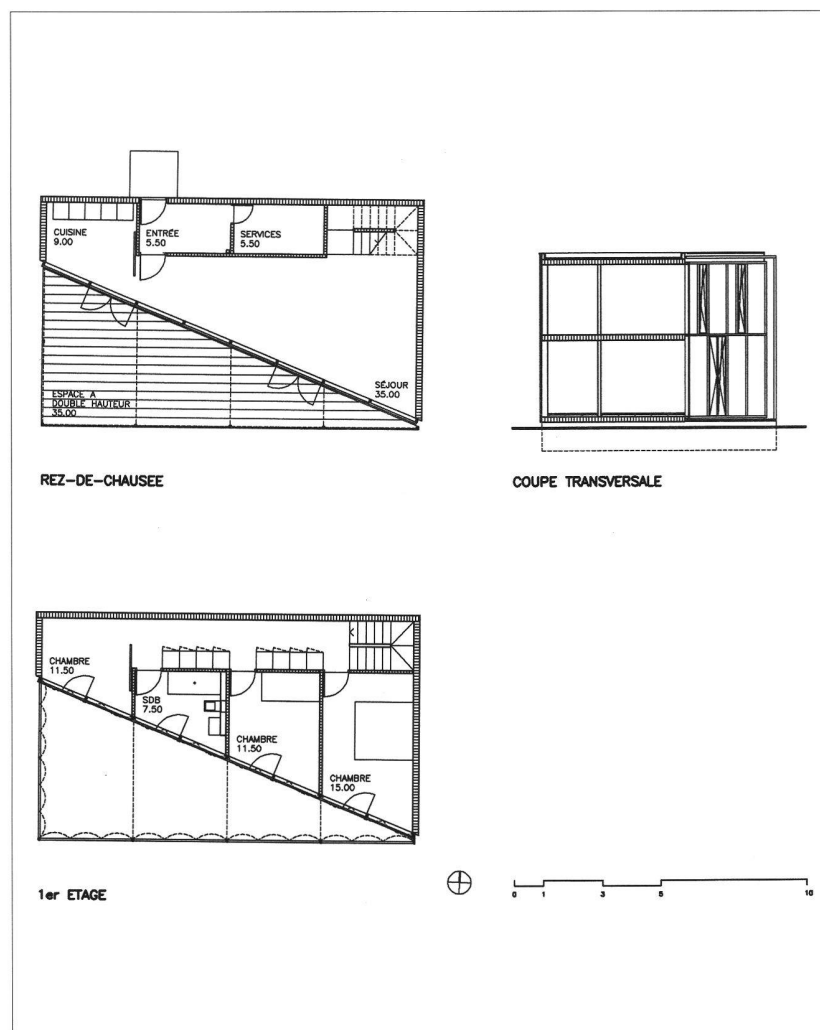 CUISINE
9.00
ENTRÉE
5.50
SERVICES
5.50
SÉJOUR
35.00
ESPACE A
DOUBLE HAUTEUR
35.00
REZ-DE-CHAUSEE
COUPE TRANSVERSALE
CHAMBRE
11.50
SDB
7.50
CHAMBRE
11.50
CHAMBRE
15.00
1er ETAGE
0 1 3 5 10